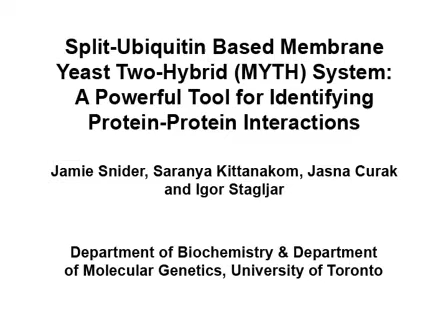 Split-Ubiquitin Based Membrane
Yeast Two-Hybrid (MYTH) System:
A Powerful Tool for Identifying
Protein-Protein Interactions
Jamie Snider, Saranya Kittanakom, Jasna Curak
and Igor Stagljar
Department of Biochemistry & Department
of Molecular Genetics, University of Toronto